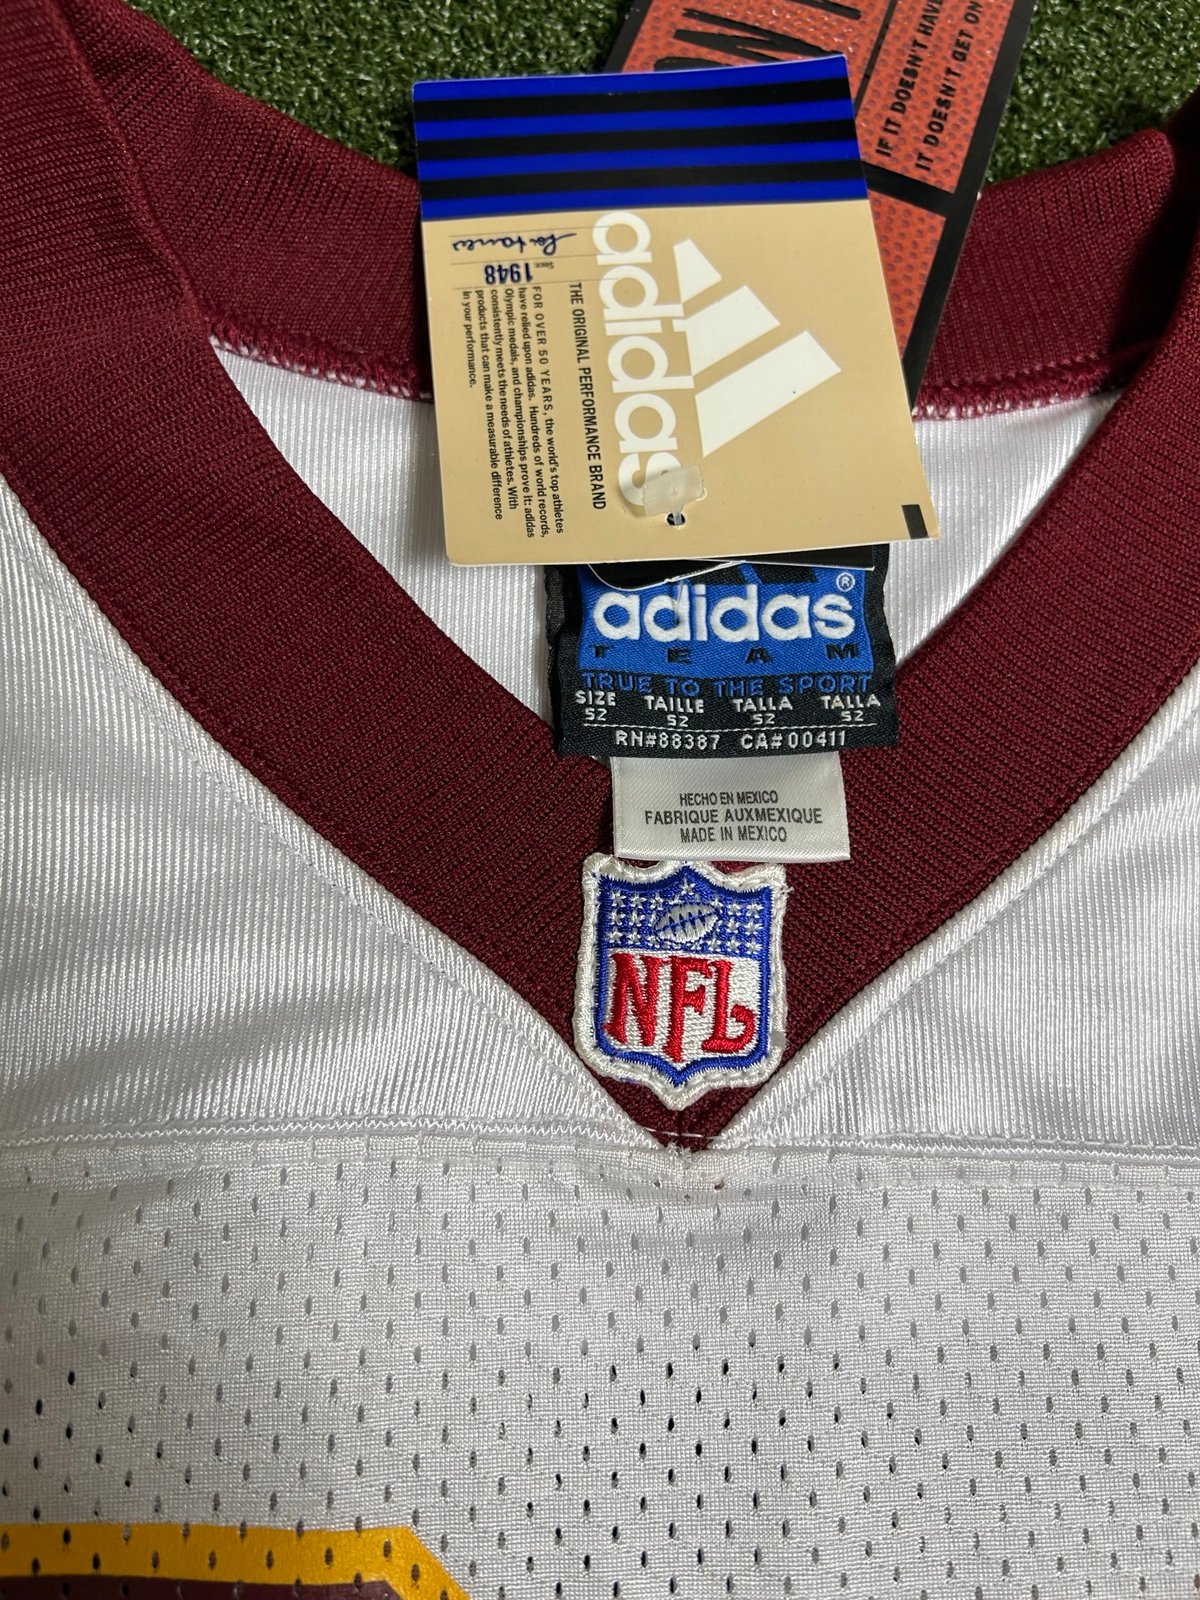 IF IT DOESN'T HAVE
IT DOESN'T GET ON
Since
1948
adidas
THE ORIGINAL PERFORMANCE BRAND
FOR OVER 50 YEARS, the world's top athletes
have relied upon adidas. Hundreds of world records,
Olympic medals, and championships prove it: adidas
consistently meets the needs of athletes. With
products that can make a measurable difference
in your performance.
adidas®
TEAM
TRUE TO THE SPORT
SIZE TAILLE TALLA TALLA
52 52 52 52
RN#88387 CA#00411
HECHO EN MEXICO
FABRIQUE AUXMEXIQUE
MADE IN MEXICO
NFL